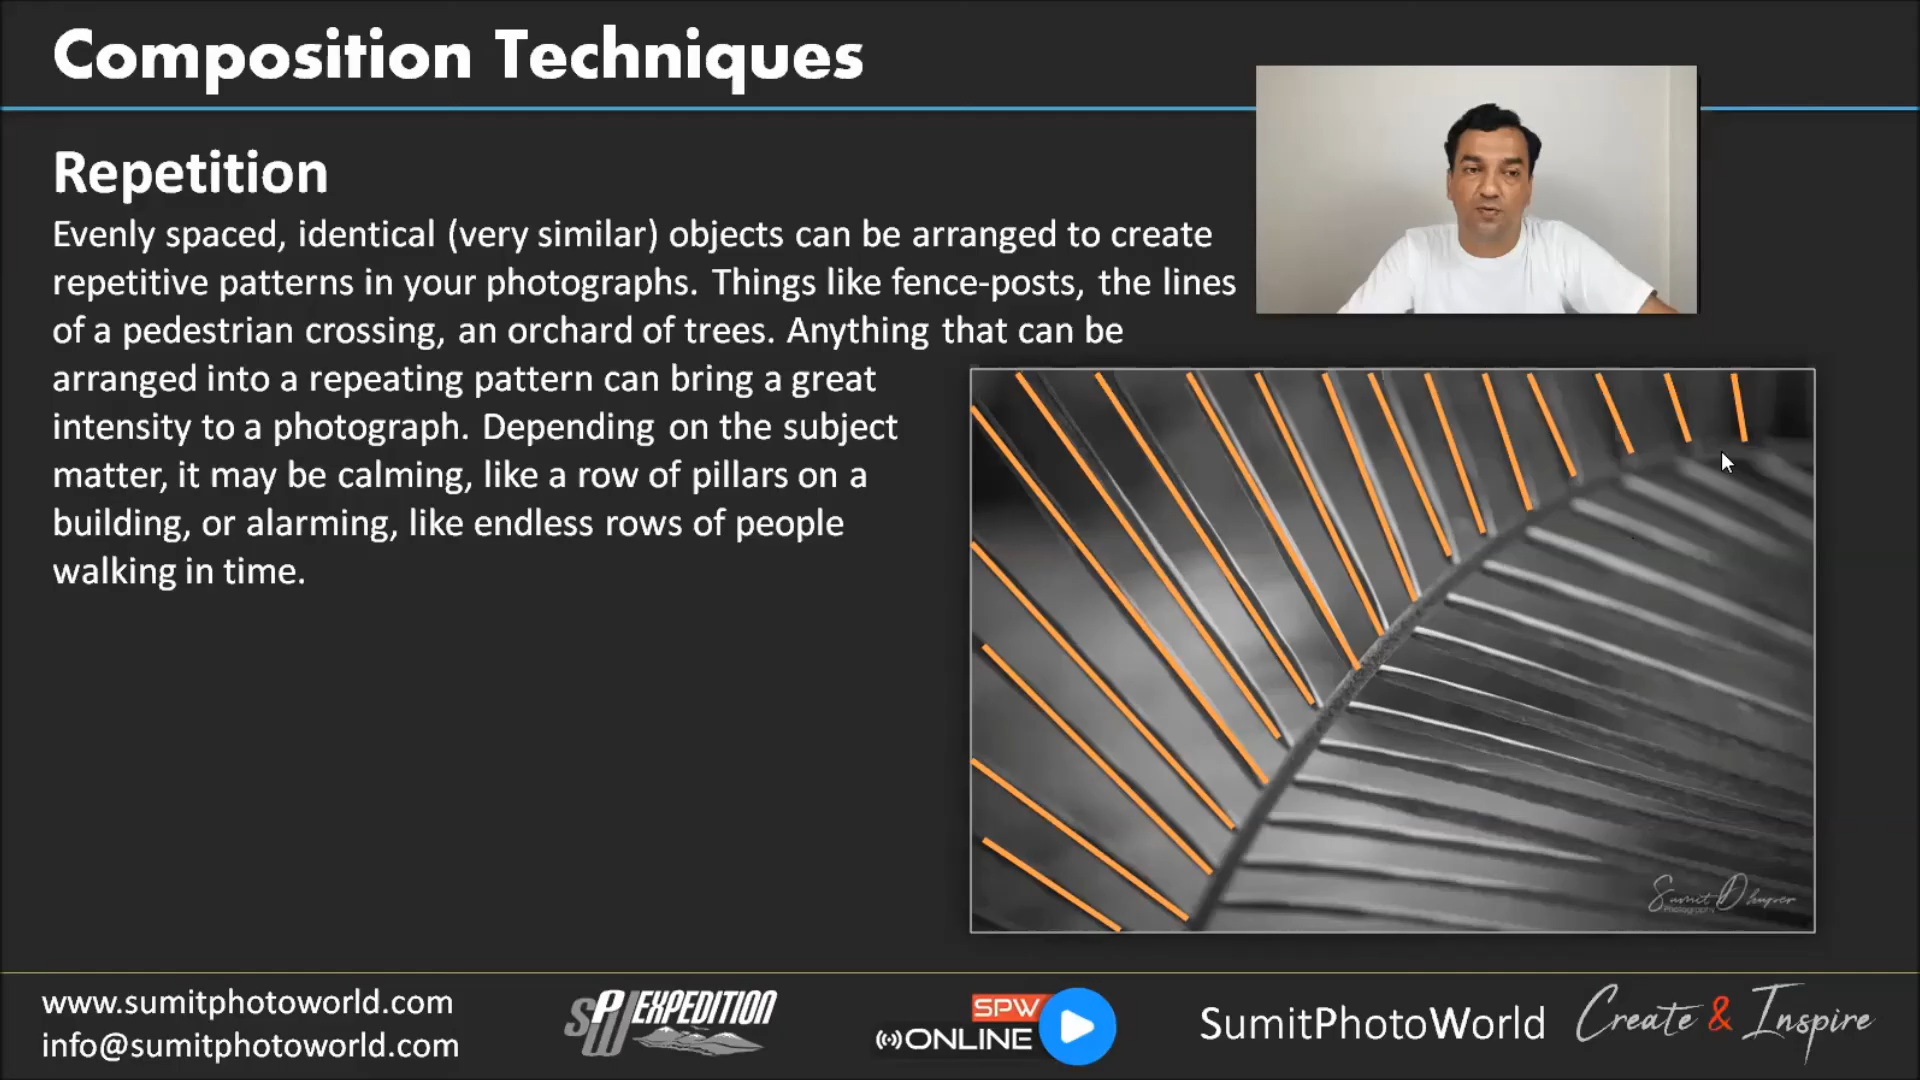 Composition Techniques
Repetition
Evenly spaced, identical (very similar) objects can be arranged to create
repetitive patterns in your photographs. Things like fence-posts, the lines
of a pedestrian crossing, an orchard of trees. Anything that can be
arranged into a repeating pattern can bring a great
intensity to a photograph. Depending on the subject
matter, it may be calming, like a row of pillars on a
building, or alarming, like endless rows of people
walking in time.
Sumit Dhuper
Photography
www.sumitphotoworld.com
info@sumitphotoworld.com
SPW EXPEDITION
SPW
ONLINE
SumitPhotoWorld
Create & Inspire